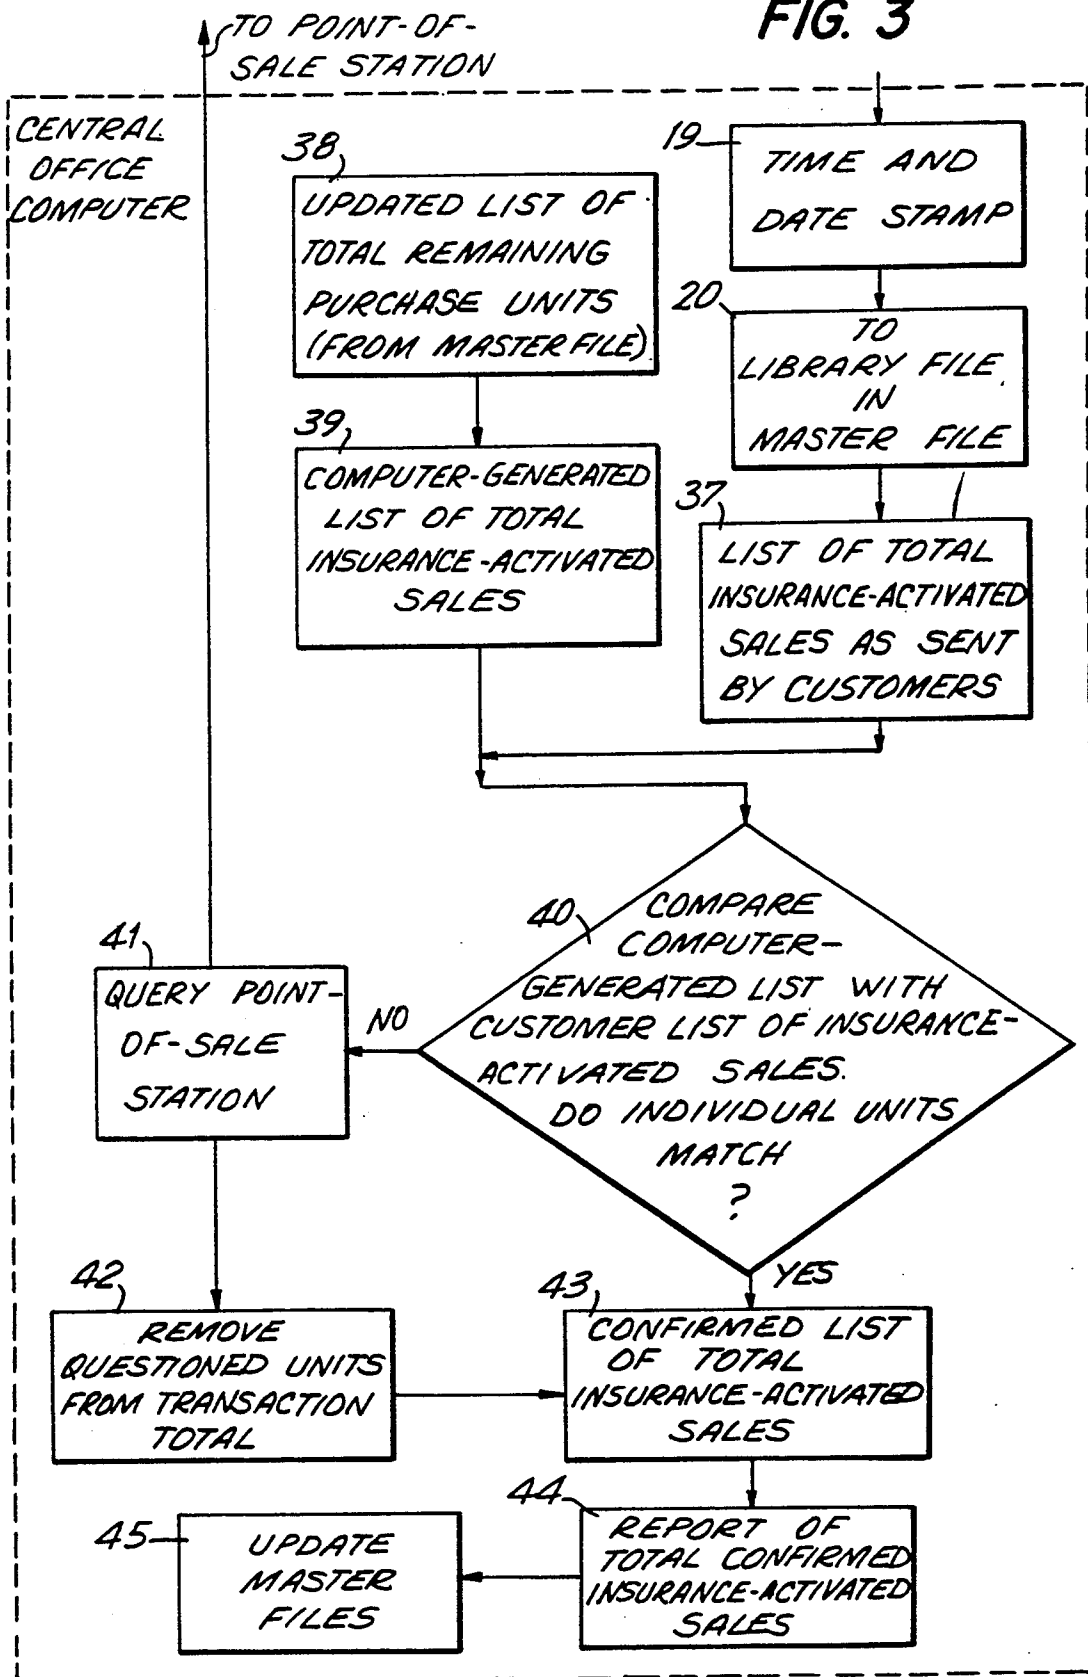 FIG. 3
TO POINT-OF-
SALE STATION
CENTRAL
OFFICE
COMPUTER
38
UPDATED LIST OF
TOTAL REMAINING
PURCHASE UNITS
(FROM MASTER FILE)
19
TIME AND
DATE STAMP
20
TO
LIBRARY FILE
IN
MASTER FILE
39
COMPUTER-GENERATED
LIST OF TOTAL
INSURANCE-ACTIVATED
SALES
37
LIST OF TOTAL
INSURANCE-ACTIVATED
SALES AS SENT
BY CUSTOMERS
40
COMPARE
COMPUTER-
GENERATED LIST WITH
CUSTOMER LIST OF INSURANCE-
ACTIVATED SALES.
DO INDIVIDUAL UNITS
MATCH
?
NO
YES
41
QUERY POINT-
OF-SALE
STATION
42
REMOVE
QUESTIONED UNITS
FROM TRANSACTION
TOTAL
43
CONFIRMED LIST
OF TOTAL
INSURANCE-ACTIVATED
SALES
44
REPORT OF
TOTAL CONFIRMED
INSURANCE-ACTIVATED
SALES
45
UPDATE
MASTER
FILES